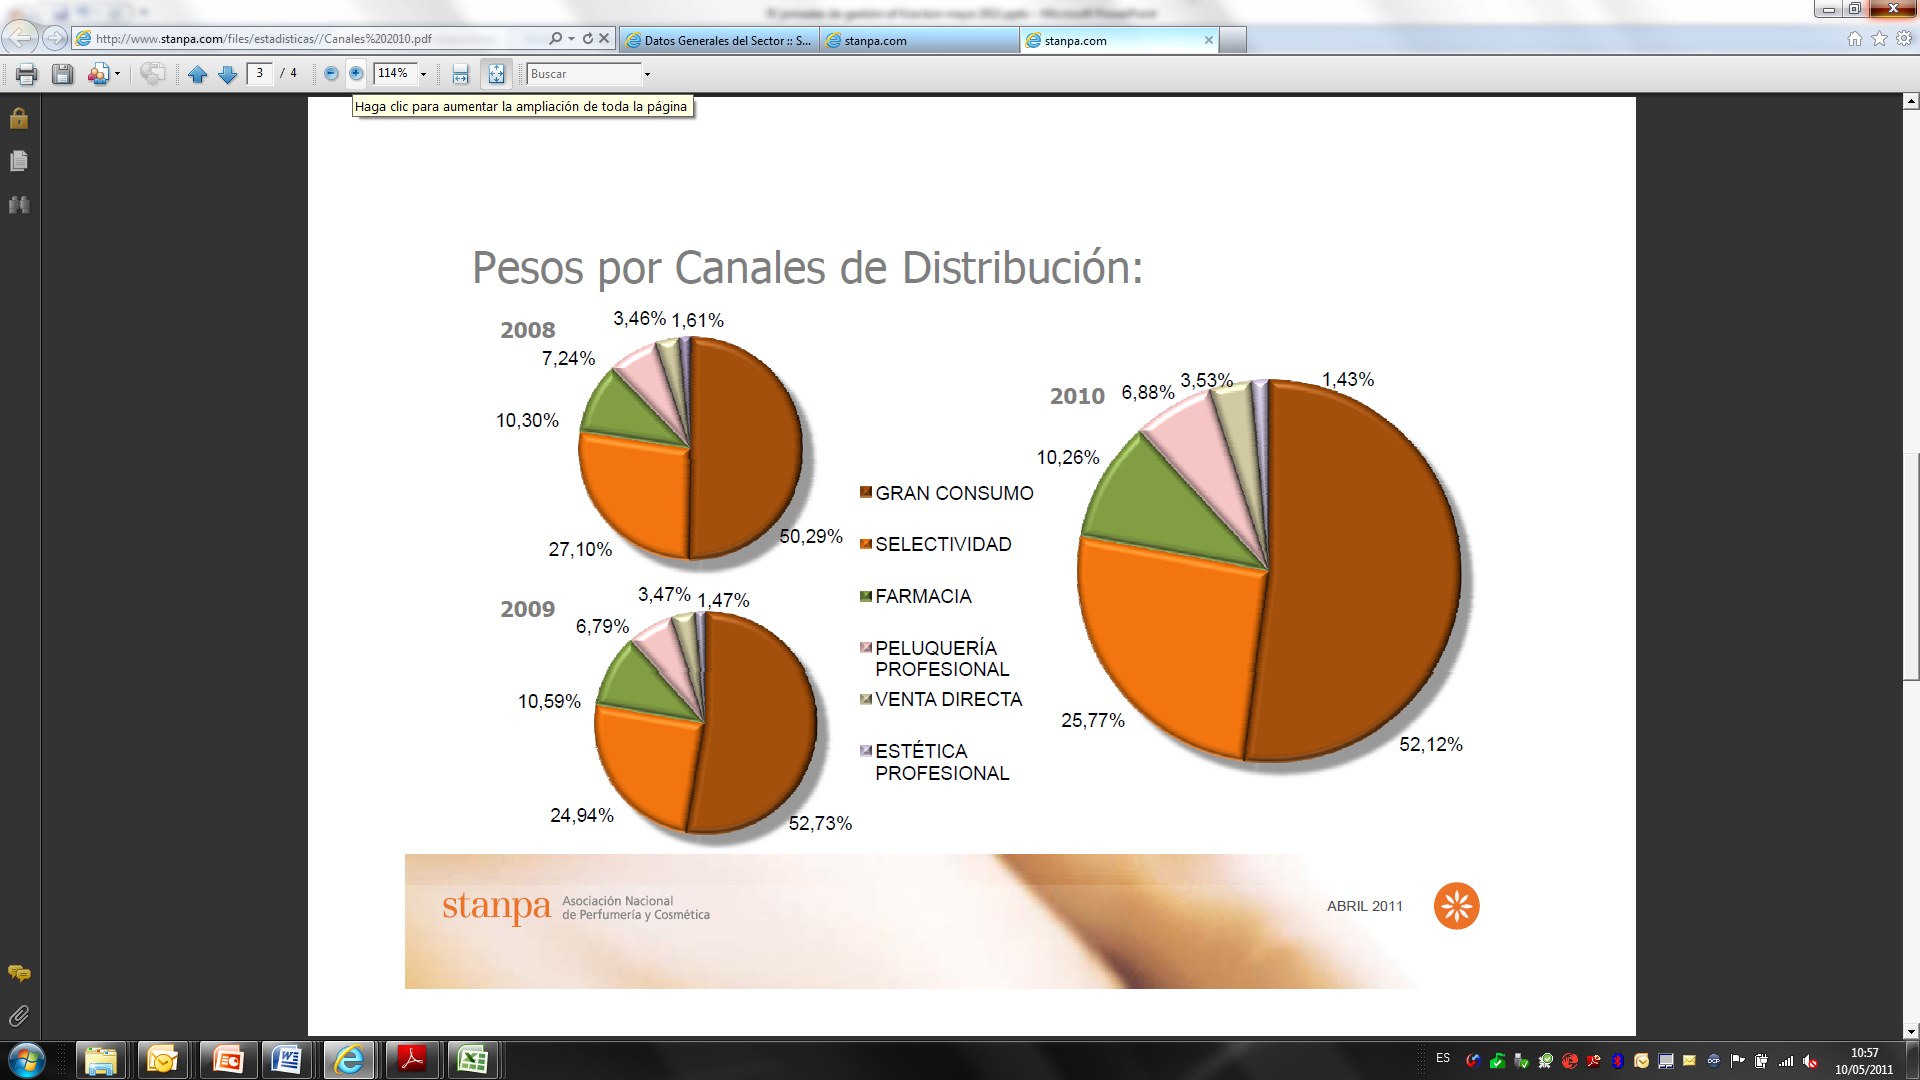 http://www.stanpa.com/files/estadisticas//Canales%202010.pdf
Datos Generales del Sector :: S...
stanpa.com
stanpa.com
3 / 4
114%
Buscar
Haga clic para aumentar la ampliación de toda la página
Pesos por Canales de Distribución:
2008
3,46% 1,61%
7,24%
10,30%
27,10%
50,29%
2009
3,47% 1,47%
6,79%
10,59%
24,94%
52,73%
GRAN CONSUMO
SELECTIVIDAD
FARMACIA
PELUQUERÍA
PROFESIONAL
VENTA DIRECTA
ESTÉTICA
PROFESIONAL
2010
6,88% 3,53% 1,43%
10,26%
25,77%
52,12%
stanpa
Asociación Nacional
de Perfumería y Cosmética
ABRIL 2011
ES
10:57
10/05/2011